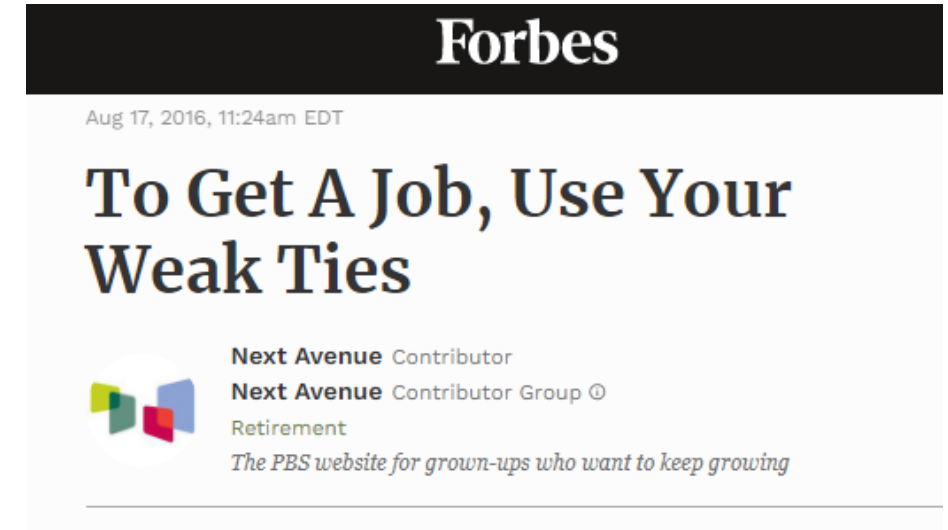 Forbes
Aug 17, 2016, 11:24am EDT
To Get A Job, Use Your
Weak Ties
Next Avenue Contributor
Next Avenue Contributor Group ⓘ
Retirement
The PBS website for grown-ups who want to keep growing